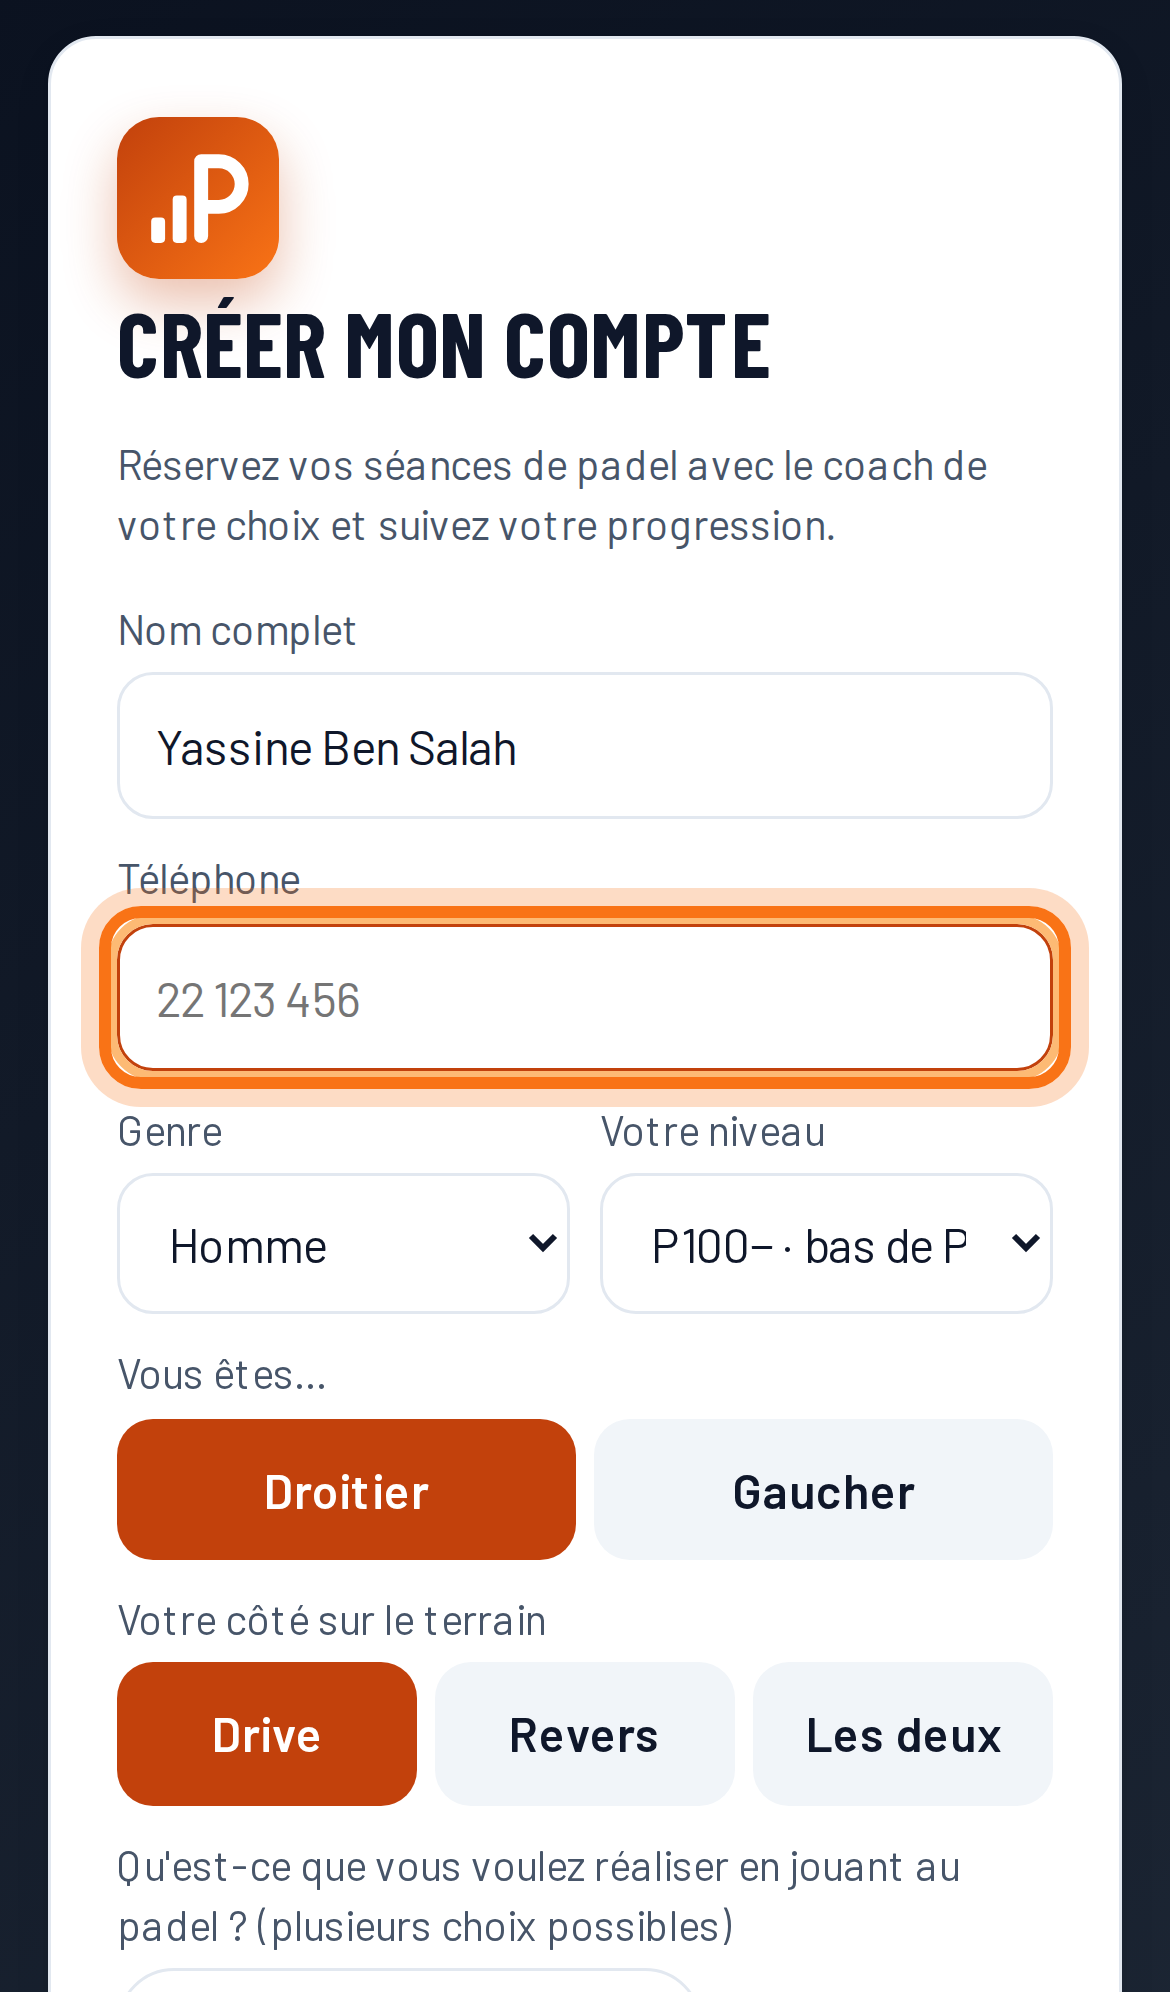 P
CRÉER MON COMPTE
Réservez vos séances de padel avec le coach de
votre choix et suivez votre progression.
Nom complet
Yassine Ben Salah
Téléphone
22 123 456
Genre
Votre niveau
Homme
P100– · bas de P
Vous êtes...
Droitier
Gaucher
Votre côté sur le terrain
Drive
Revers
Les deux
Qu'est-ce que vous voulez réaliser en jouant au
padel ? (plusieurs choix possibles)